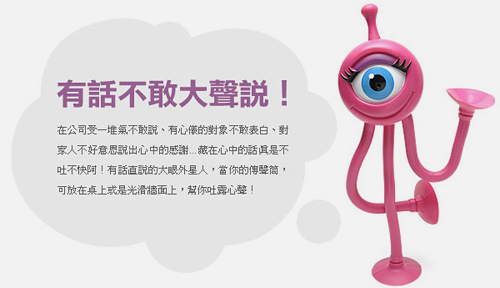 有話不敢大聲說！
在公司受一堆氣不敢說、有心儀的對象不敢表白、對
家人不好意思說出心中的感謝...藏在心中的話真是不
吐不快阿！有話直說的大眼外星人，當你的傳聲筒，
可放在桌上或是光滑牆面上，幫你吐露心聲！